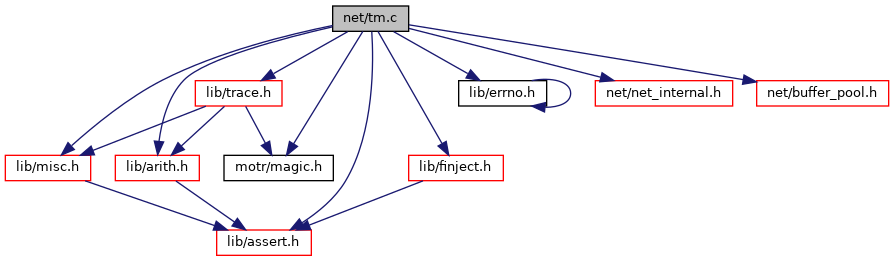 net/tm.c
lib/trace.h
lib/errno.h
net/net_internal.h
net/buffer_pool.h
lib/misc.h
lib/arith.h
motr/magic.h
lib/finject.h
lib/assert.h